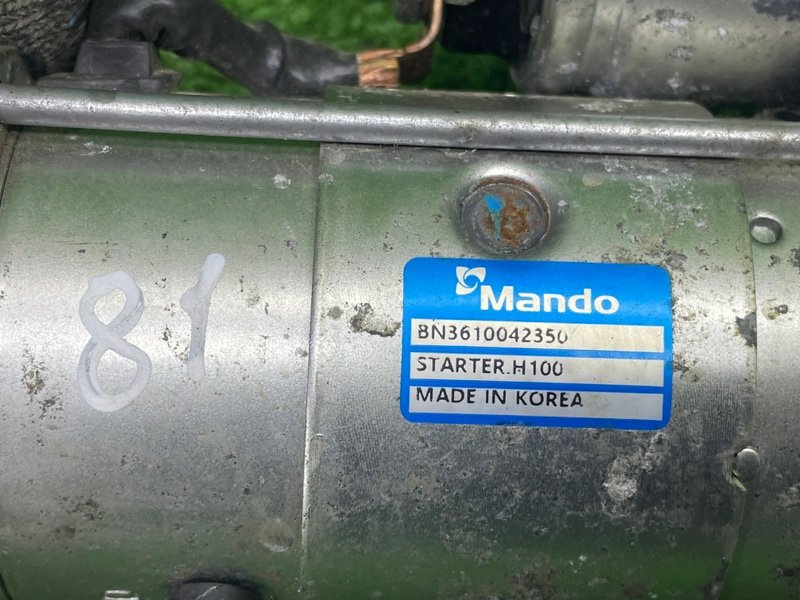 81
Mando
BN3610042350
STARTER.H100
MADE IN KOREA